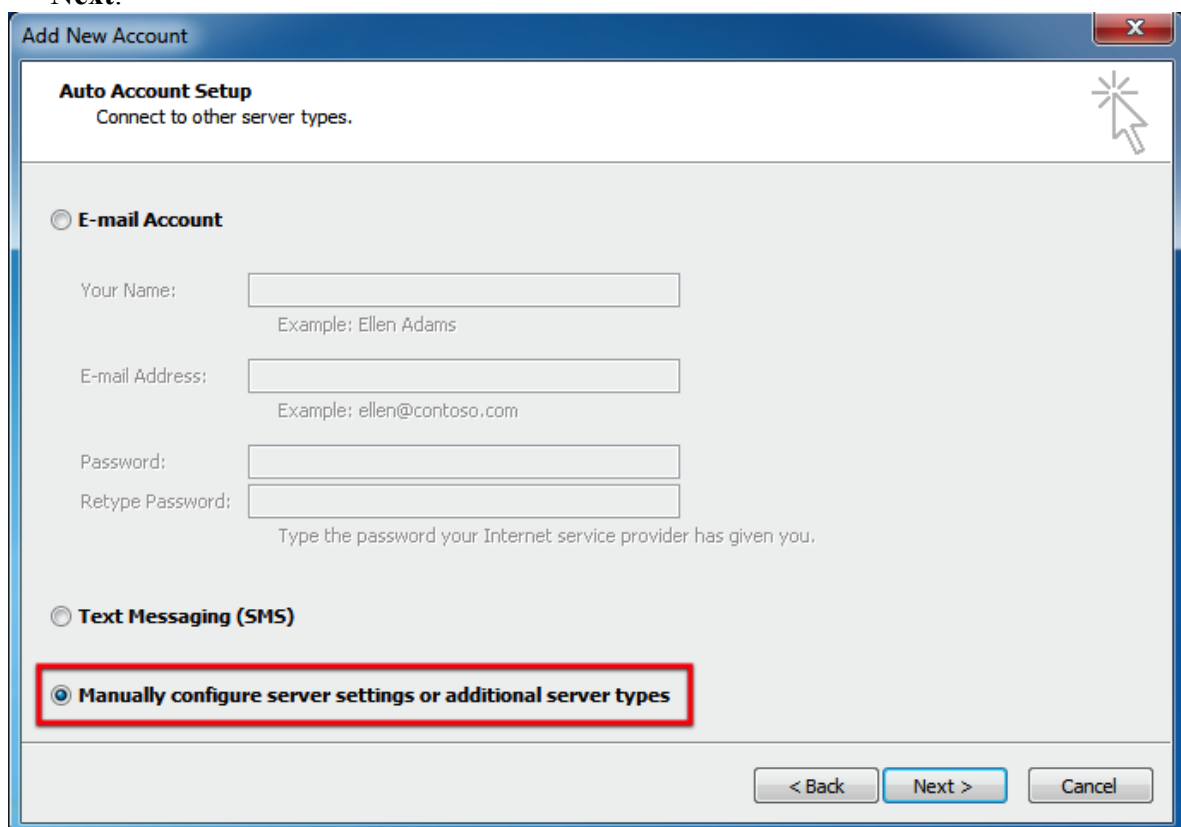 Next.
Add New Account
Auto Account Setup
Connect to other server types.
E-mail Account
Your Name:
Example: Ellen Adams
E-mail Address:
Example: ellen@contoso.com
Password:
Retype Password:
Type the password your Internet service provider has given you.
Text Messaging (SMS)
Manually configure server settings or additional server types
< Back Next > Cancel